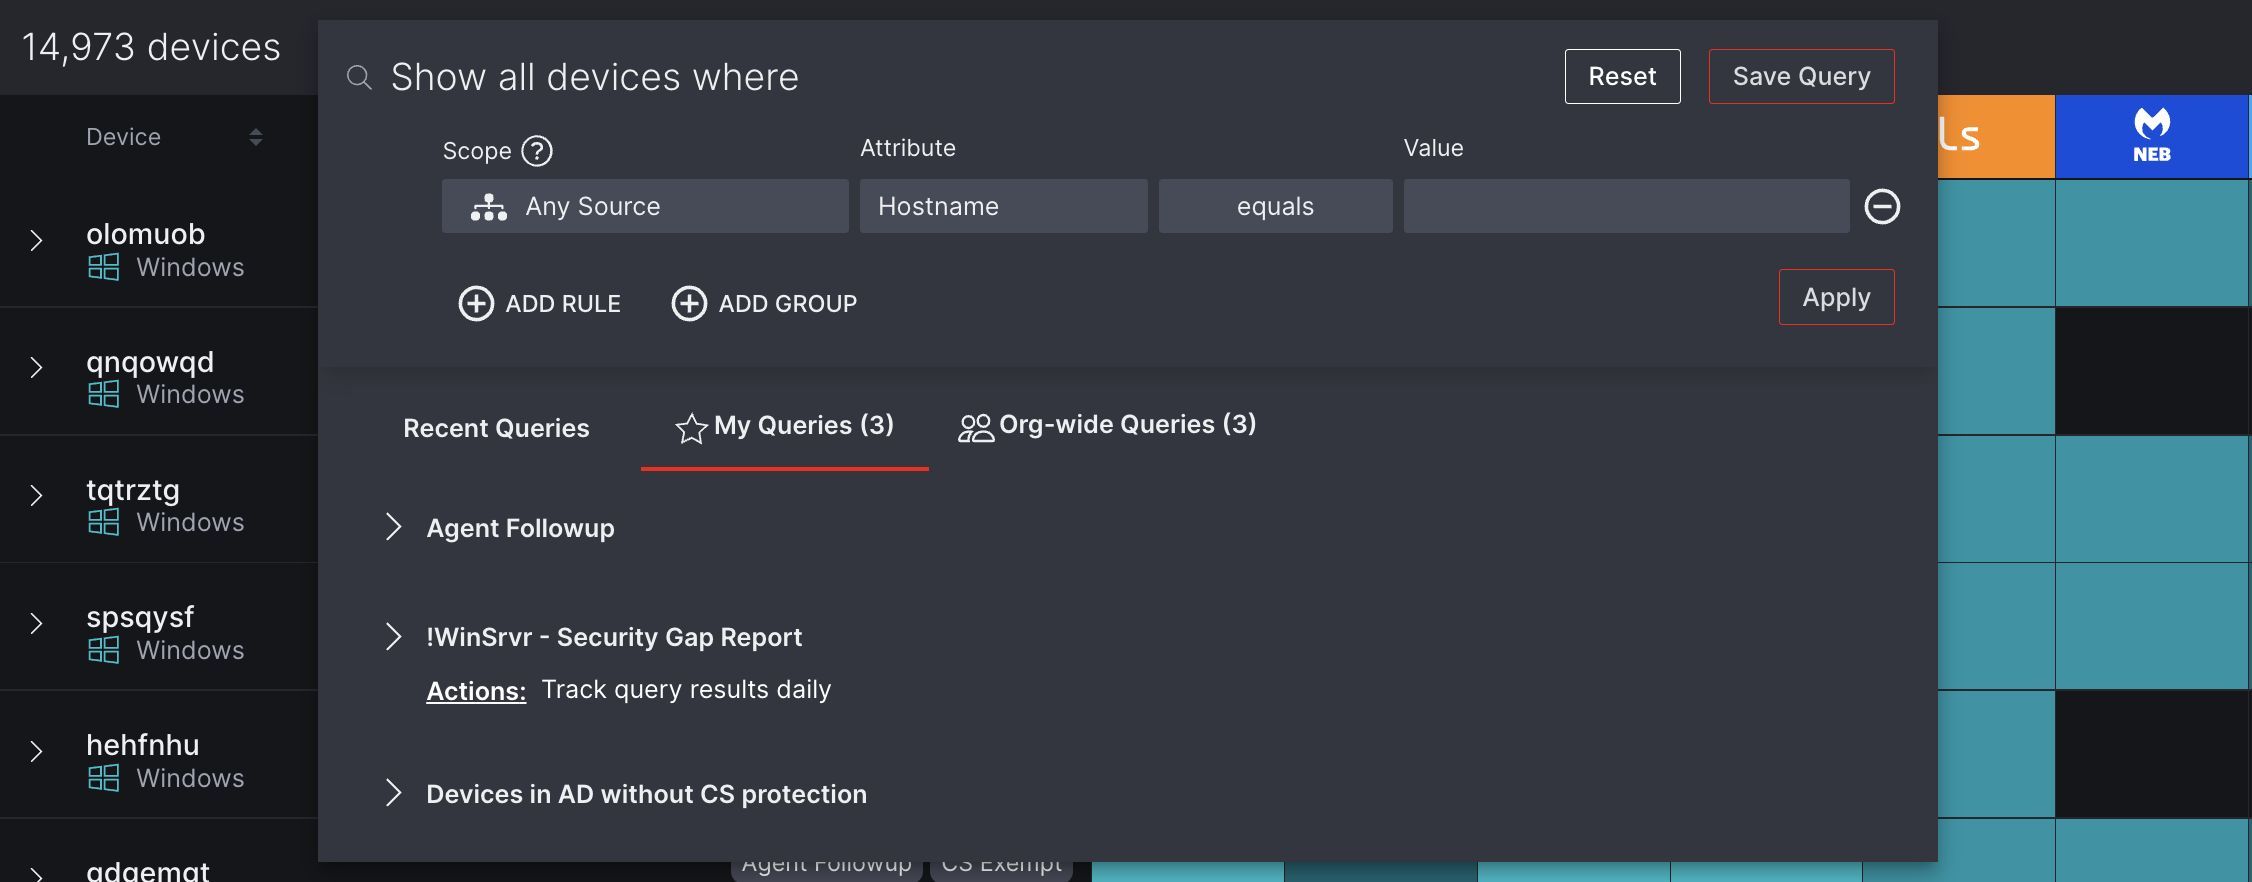 14,973 devices
Show all devices where
Reset
Save Query
Device
Scope ?
Attribute
Value
Any Source
Hostname
equals
ls
NEB
olomuob
Windows
ADD RULE
ADD GROUP
Apply
qnqowqd
Windows
Recent Queries
My Queries (3)
Org-wide Queries (3)
tqtrztg
Windows
Agent Followup
spsqysf
Windows
!WinSrvr - Security Gap Report
Actions: Track query results daily
hehfnhu
Windows
Devices in AD without CS protection
Agent Followup
CS Exempt